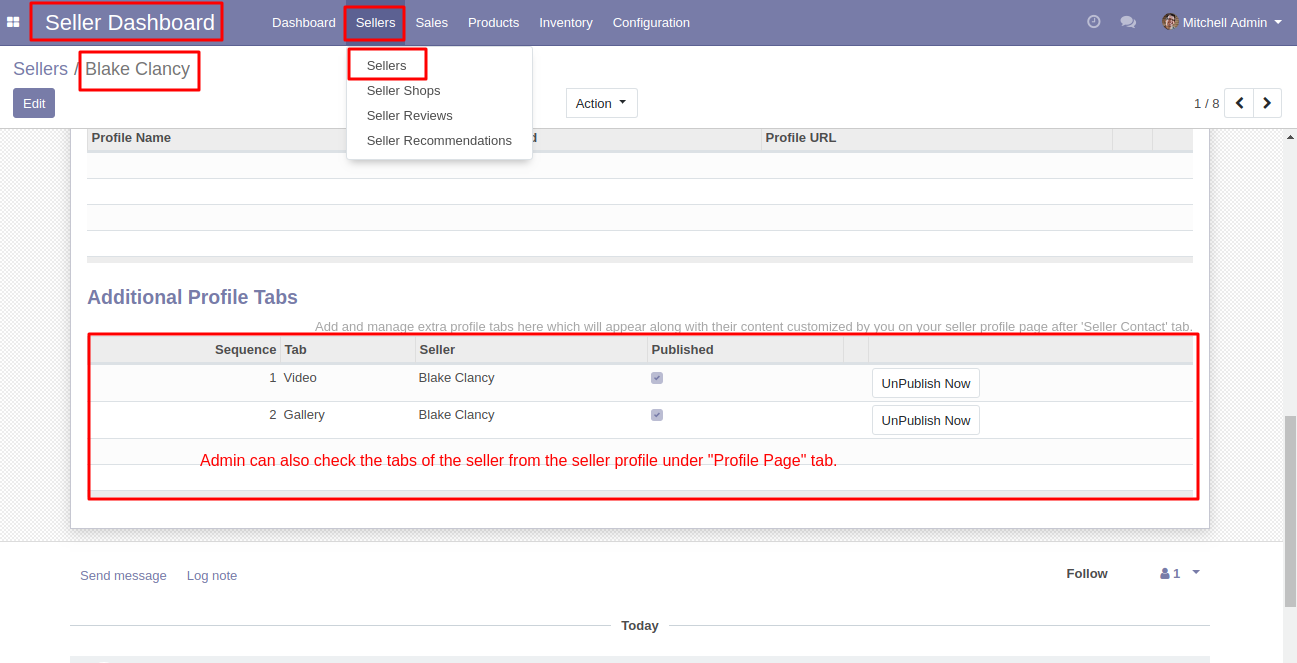 Seller Dashboard Dashboard Sellers Sales Products Inventory Configuration Mitchell Admin
Sellers / Blake Clancy
Sellers
Seller Shops
Seller Reviews
Seller Recommendations
Edit Action 1 / 8
Profile Name Profile URL
Additional Profile Tabs
Add and manage extra profile tabs here which will appear along with their content customized by you on your seller profile page after 'Seller Contact' tab.
Sequence Tab Seller Published
1 Video Blake Clancy UnPublish Now
2 Gallery Blake Clancy UnPublish Now
Admin can also check the tabs of the seller from the seller profile under "Profile Page" tab.
Send message Log note Follow 1
Today